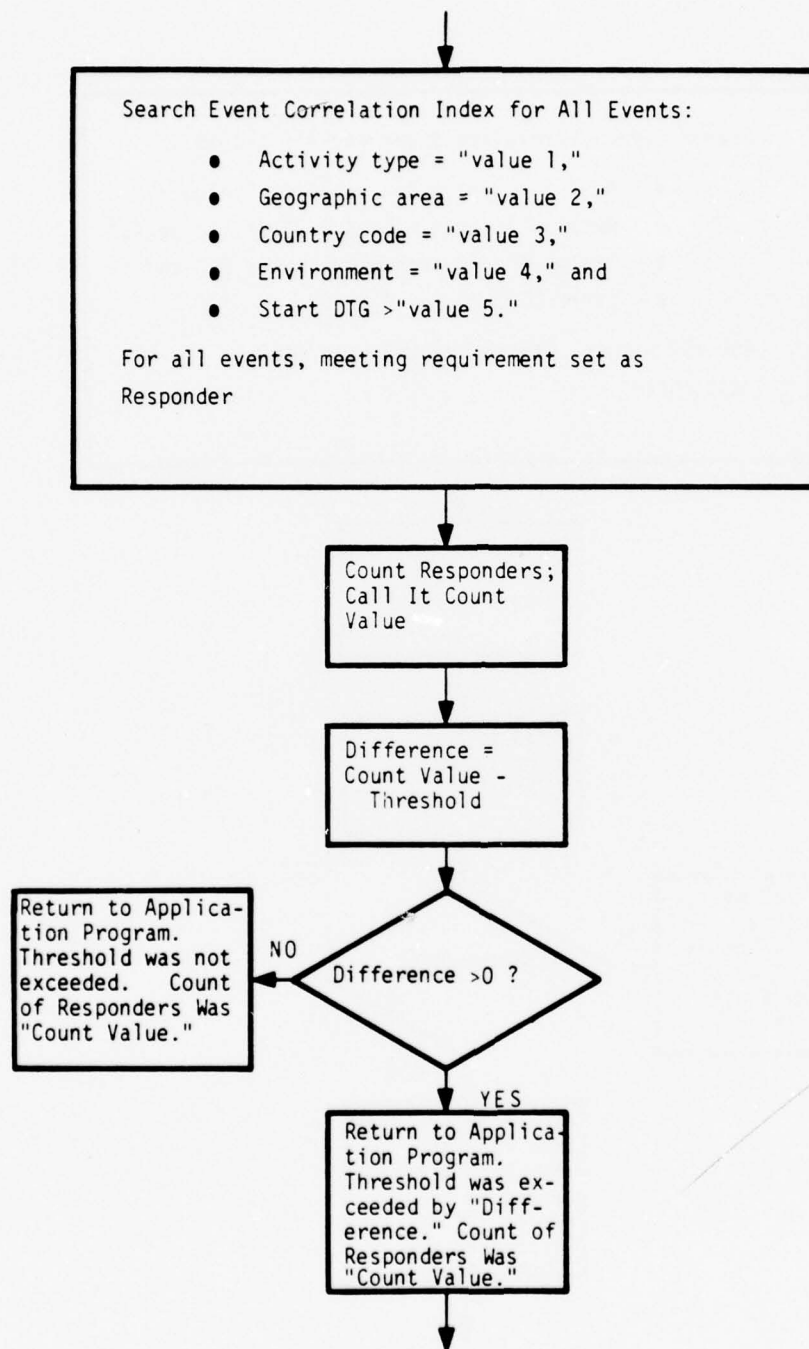 Search Event Correlation Index for All Events:
● Activity type = "value 1,"
● Geographic area = "value 2,"
● Country code = "value 3,"
● Environment = "value 4," and
● Start DTG >"value 5."
For all events, meeting requirement set as
Responder
Count Responders;
Call It Count
Value
Difference =
Count Value -
Threshold
Return to Applica-
tion Program.
Threshold was not
exceeded. Count
of Responders Was
"Count Value."
NO
Difference >0 ?
YES
Return to Applica-
tion Program.
Threshold was ex-
ceeded by "Diff-
erence." Count of
Responders Was
"Count Value."